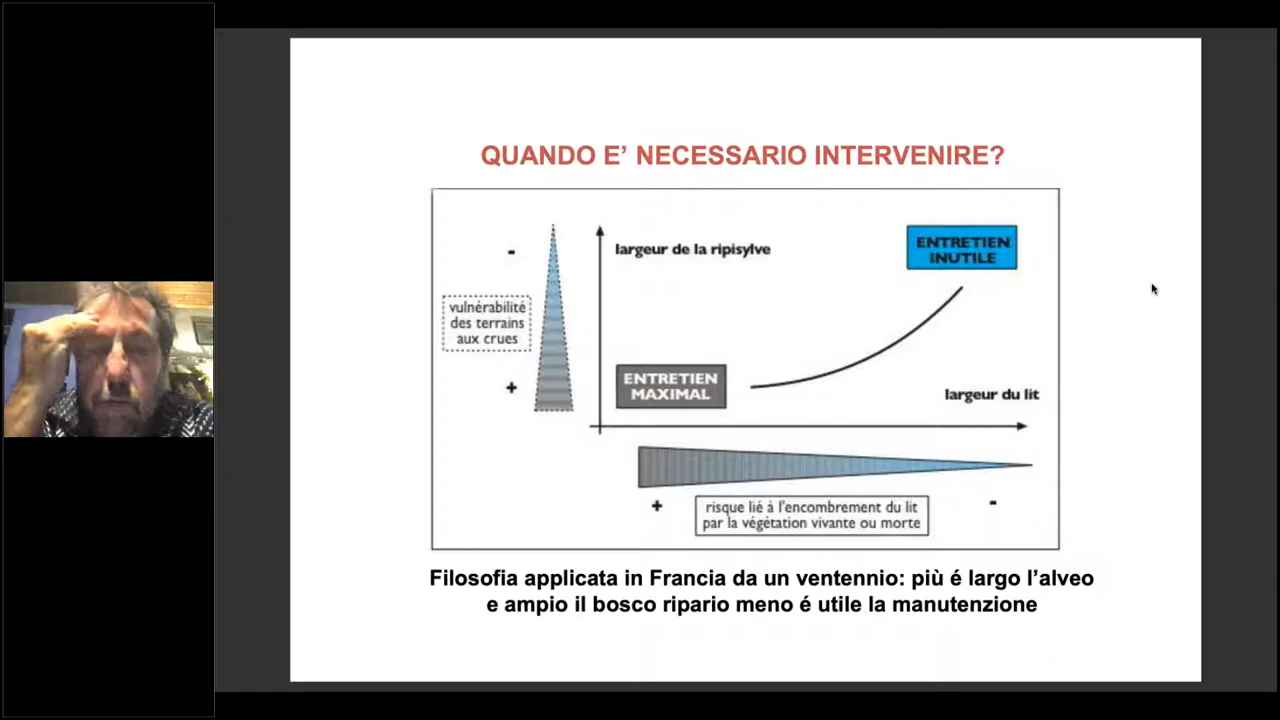 QUANDO E’ NECESSARIO INTERVENIRE?
-
largeur de la ripisylve
ENTRETIEN
INUTILE
vulnérabilité
des terrains
aux crues
+
ENTRETIEN
MAXIMAL
largeur du lit
+
-
risque lié à l'encombrement du lit
par la végétation vivante ou morte
Filosofia applicata in Francia da un ventennio: più é largo l’alveo
e ampio il bosco ripario meno é utile la manutenzione